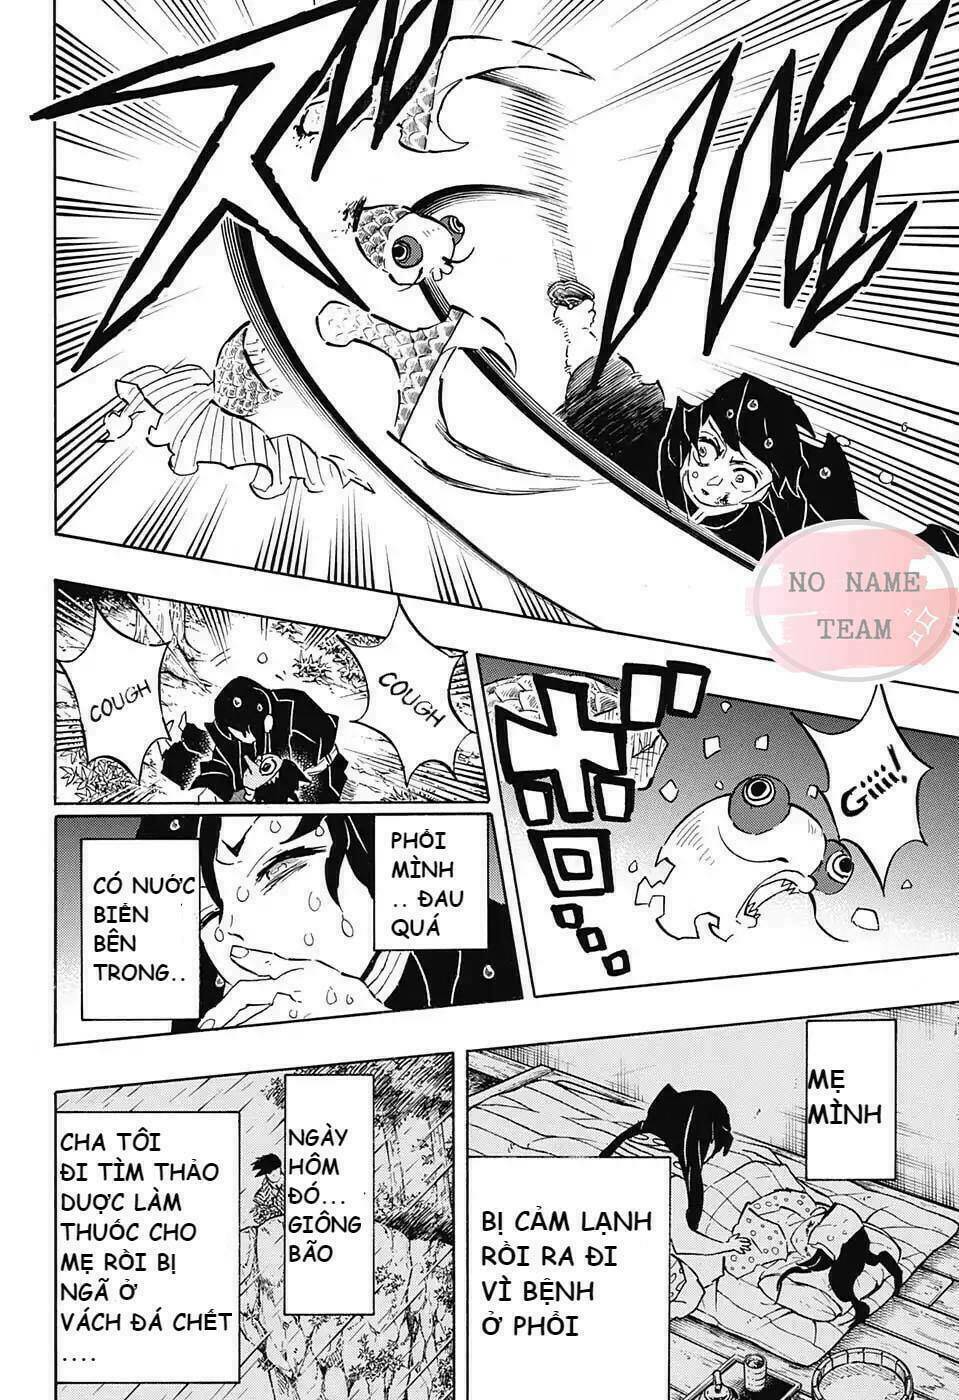 NO NAME
TEAM
Giiiii!
COUGH
COUGH
PHỔI
MÌNH
.. ĐAU
QUÁ
CÓ NƯỚC
BIỂN
BÊN
TRONG..
MẸ
MÌNH
BỊ CẢM LẠNH
RỒI RA ĐI
VÌ BỆNH
Ở PHỔI
NGÀY
HÔM
ĐÓ...
GIÔNG
BÃO
CHA TÔI
ĐI TÌM THẢO
DƯỢC LÀM
THUỐC CHO
MẸ RỒI BỊ
NGÃ Ở
VÁCH ĐÁ CHẾT
....